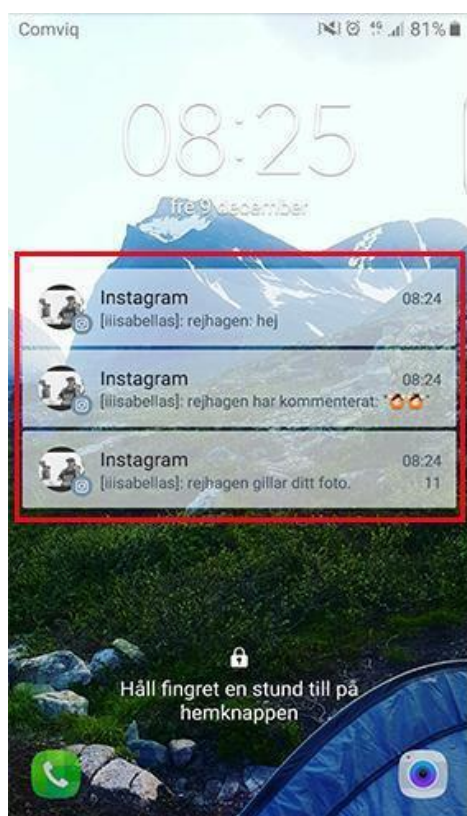 Comviq 4G 81%
08:25
fre 9 december
Instagram 08:24
[iiisabellas]: rejhagen: hej
Instagram 08:24
[iiisabellas]: rejhagen har kommenterat: "👌👌"
Instagram 08:24
[iiisabellas]: rejhagen gillar ditt foto. 11
Håll fingret en stund till på
hemknappen